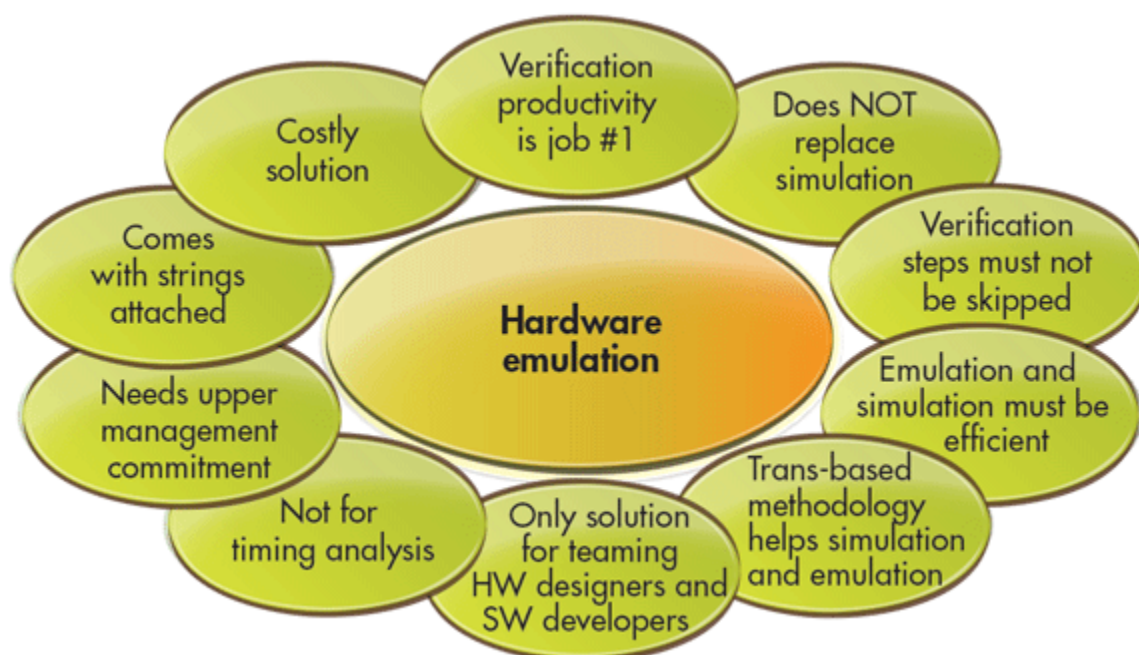 Verification
productivity
is job #1
Does NOT
replace
simulation
Verification
steps must not
be skipped
Emulation and
simulation must be
efficient
Trans-based
methodology
helps simulation
and emulation
Only solution
for teaming
HW designers and
SW developers
Not for
timing analysis
Needs upper
management
commitment
Comes
with strings
attached
Costly
solution
Hardware
emulation